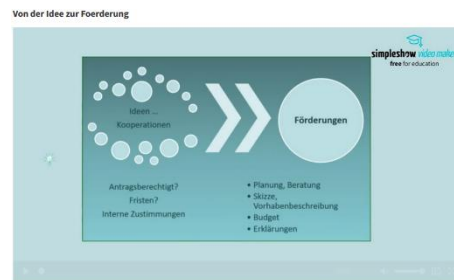 Von der Idee zur Foerderung
simpleshow video maker
free for education
Ideen ...
Kooperationen
Förderungen
Antragsberechtigt?
Fristen?
Interne Zustimmungen
• Planung, Beratung
• Skizze,
Vorhabenbeschreibung
• Budget
• Erklärungen